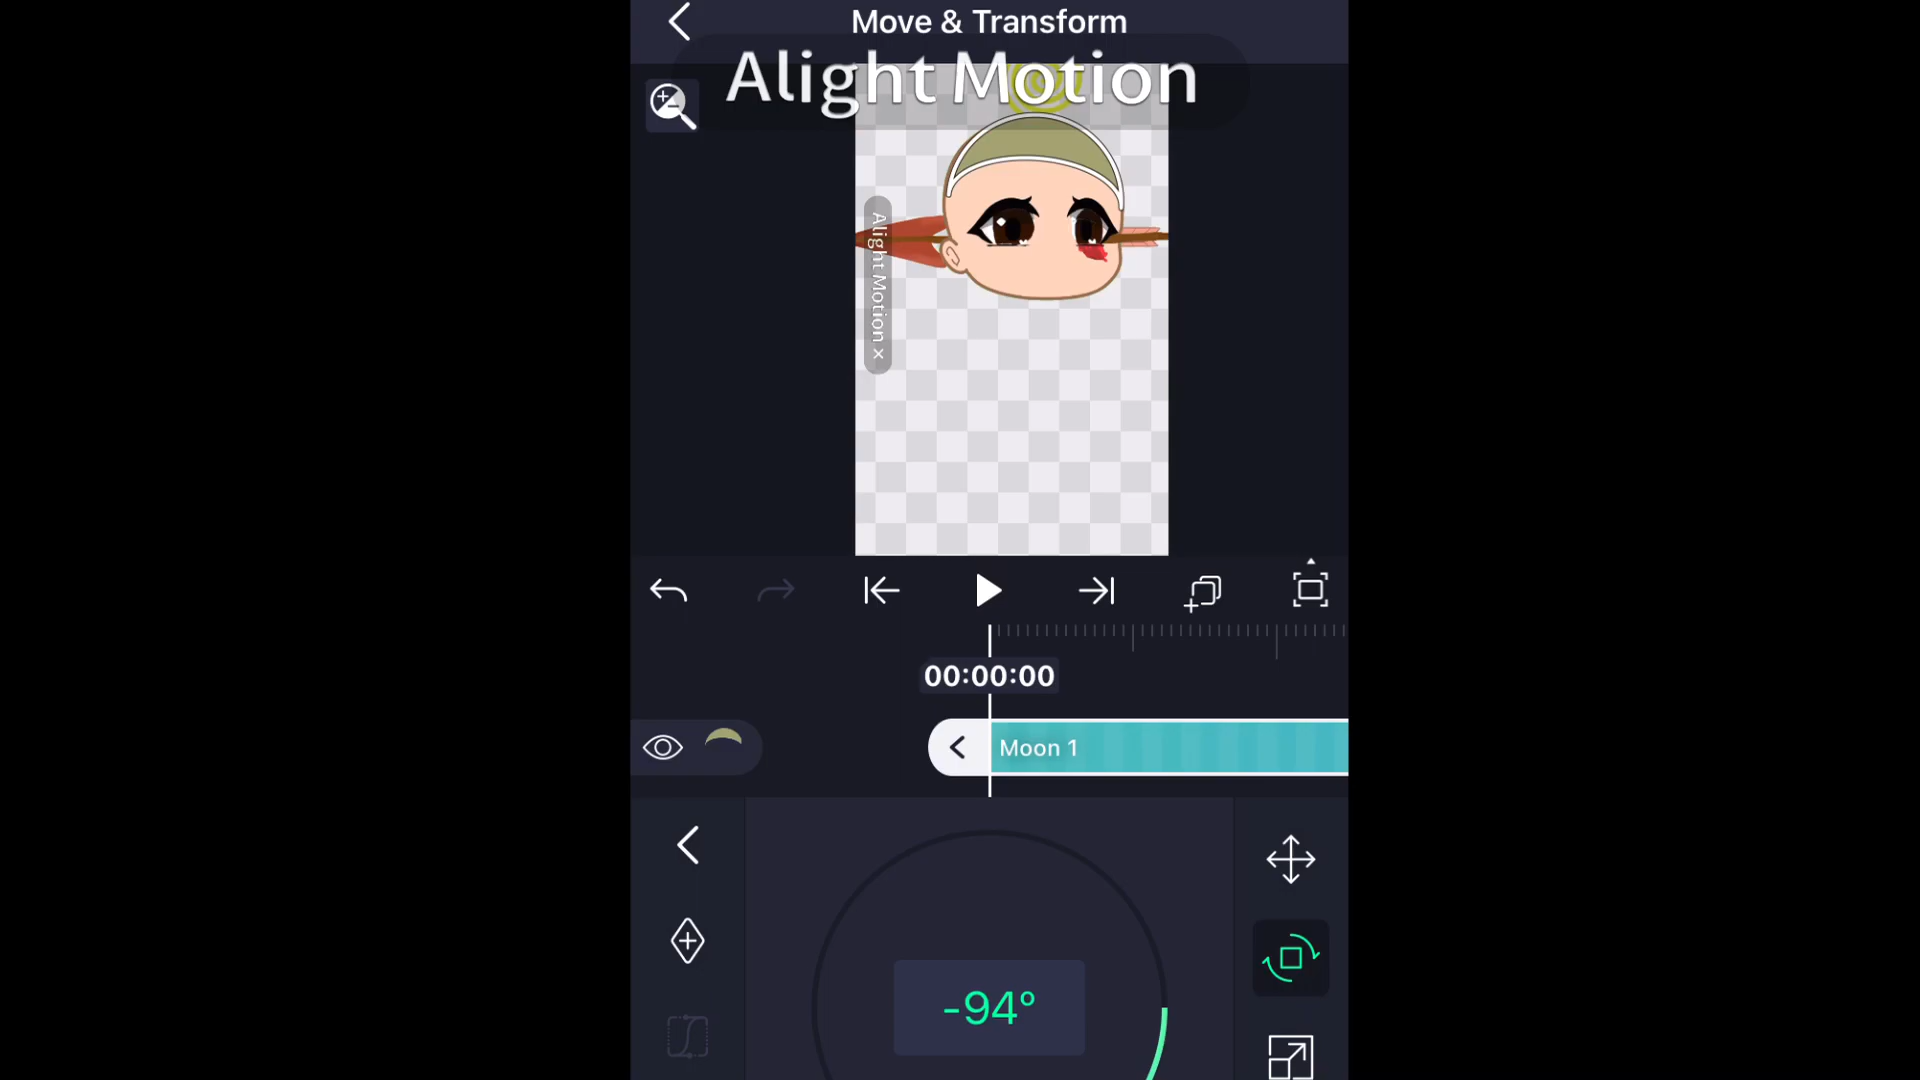 Move & Transform
Alight Motion
Alight Motion ×
00:00:00
Moon 1
-94°